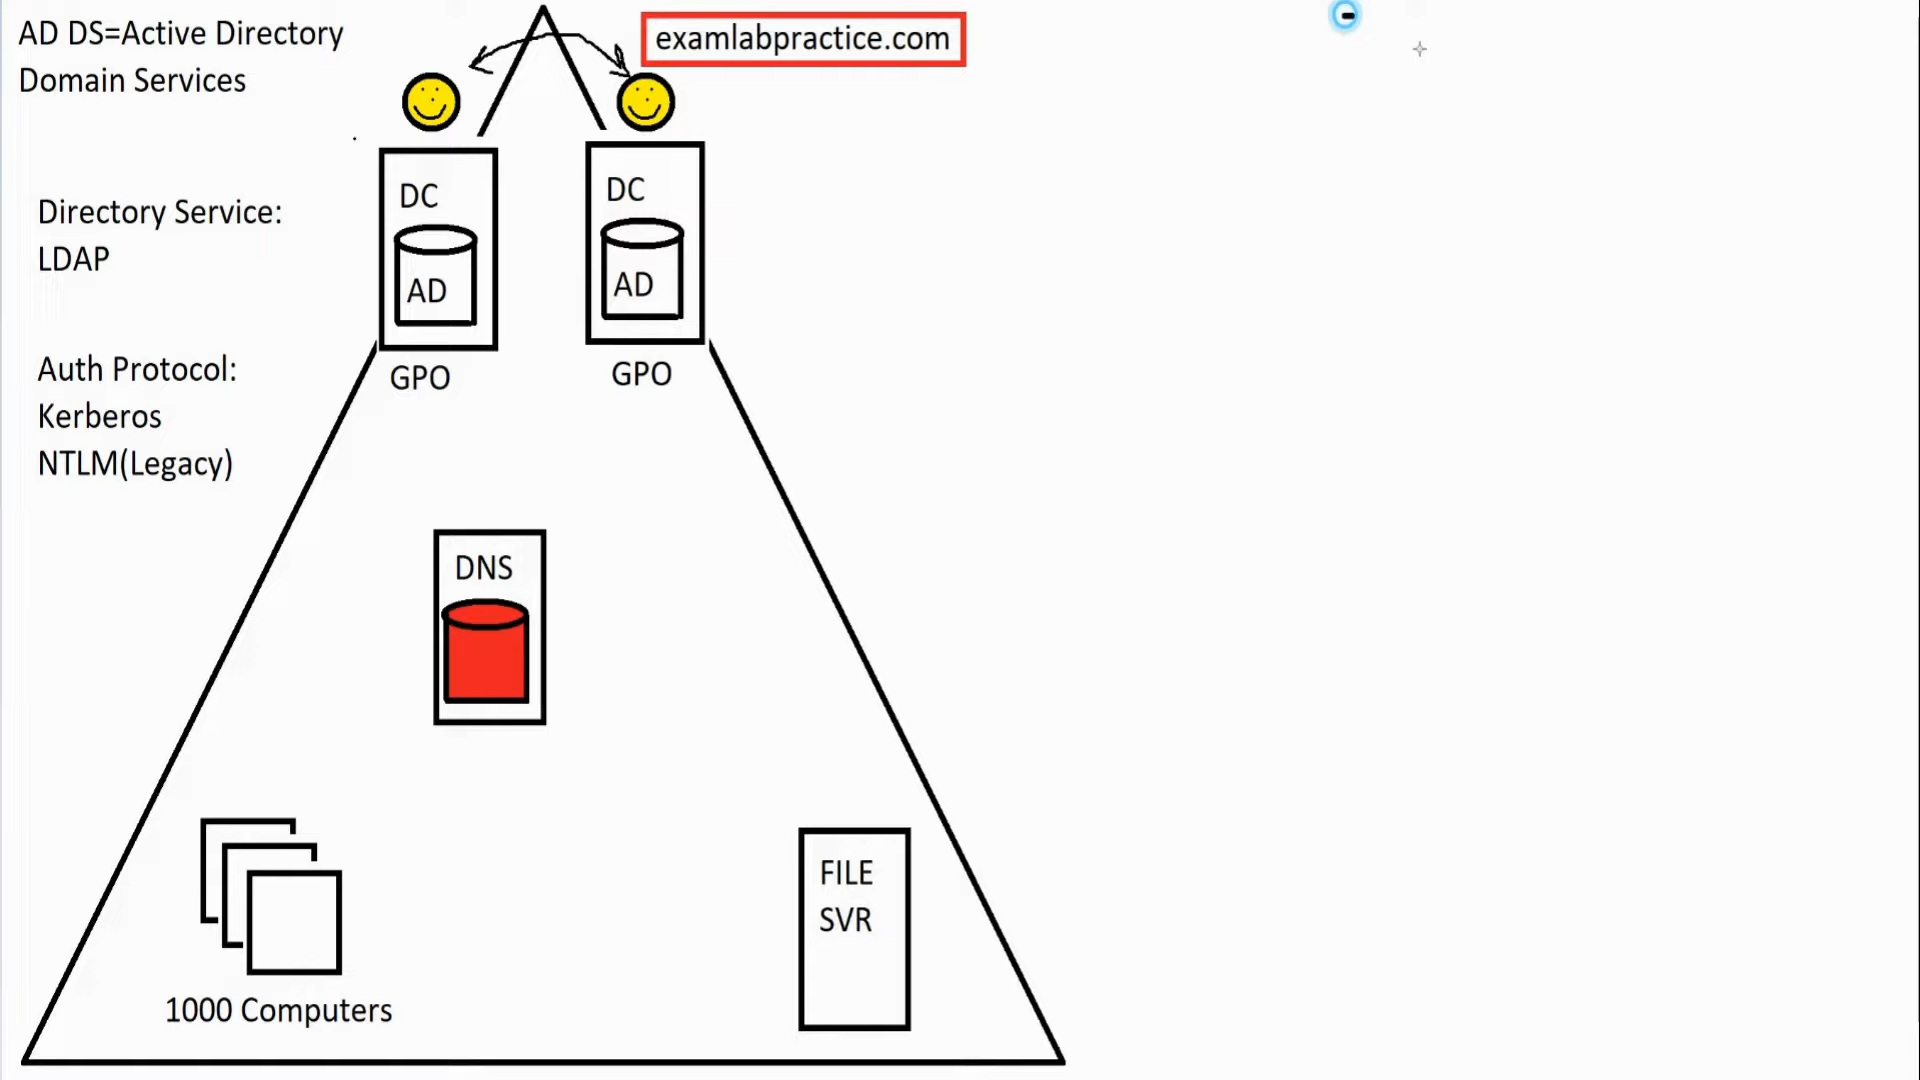 AD DS=Active Directory
Domain Services
examlabpractice.com
DC
AD
GPO
DC
AD
GPO
Directory Service:
LDAP
Auth Protocol:
Kerberos
NTLM(Legacy)
DNS
1000 Computers
FILE
SVR